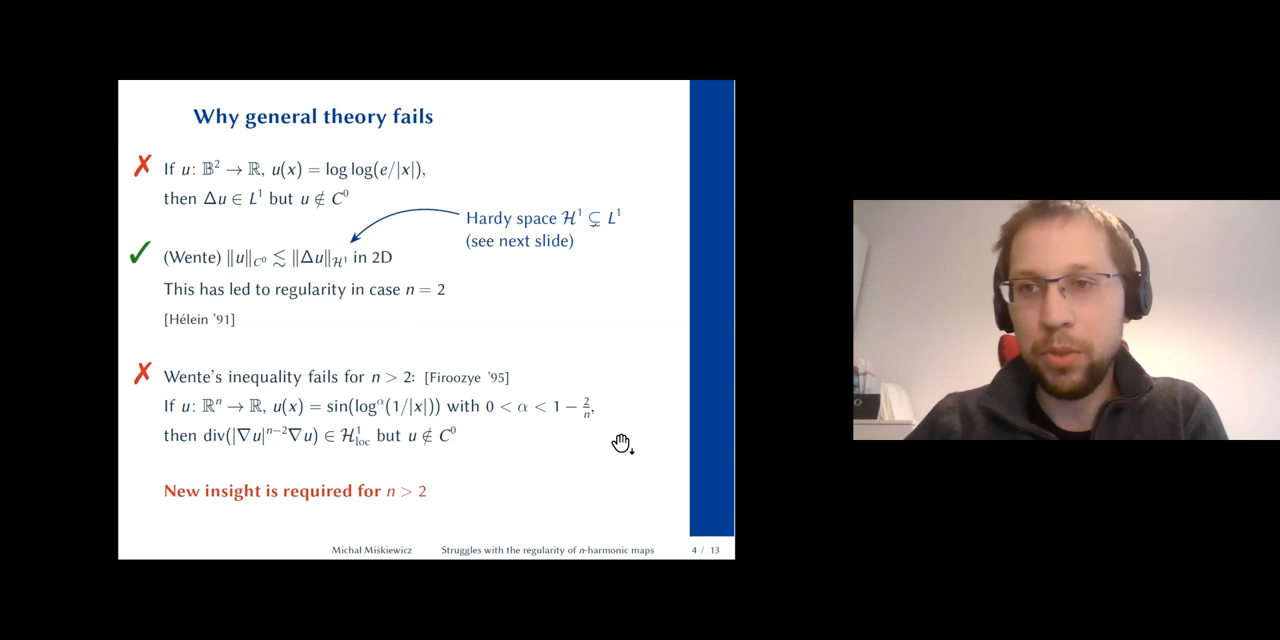 Why general theory fails
✗ If u: 𝔹² → ℝ, u(x) = log log(e/|x|),
then Δu ∈ L¹ but u ∉ C⁰
Hardy space ℋ¹ ⊊ L¹
(see next slide)
✓ (Wente) ‖u‖_{C⁰} ≲ ‖Δu‖_{ℋ¹} in 2D
This has led to regularity in case n = 2
[Hélein '91]
✗ Wente's inequality fails for n > 2: [Firoozye '95]
If u: ℝⁿ → ℝ, u(x) = sin(log^α(1/|x|)) with 0 < α < 1 − 2/n,
then div(|∇u|ⁿ⁻²∇u) ∈ ℋ¹_loc but u ∉ C⁰
New insight is required for n > 2
Michał Miśkiewicz Struggles with the regularity of n-harmonic maps 4 / 13